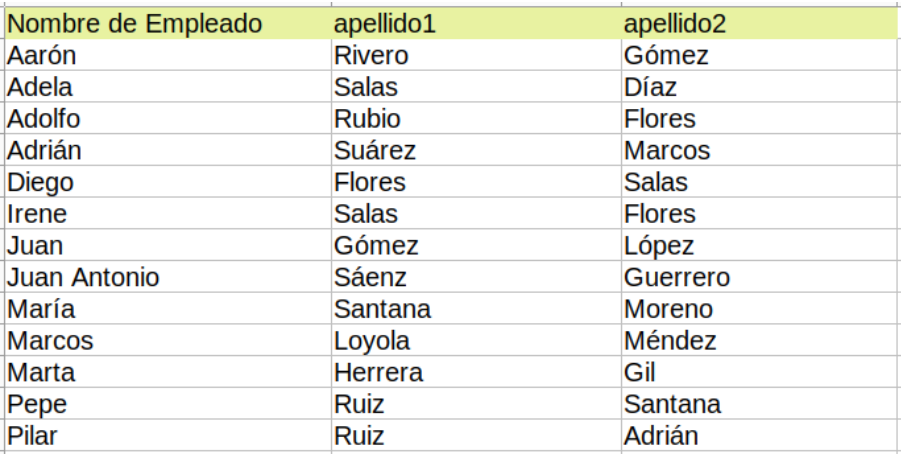 Nombre de Empleado apellido1 apellido2
Aarón Rivero Gómez
Adela Salas Díaz
Adolfo Rubio Flores
Adrián Suárez Marcos
Diego Flores Salas
Irene Salas Flores
Juan Gómez López
Juan Antonio Sáenz Guerrero
María Santana Moreno
Marcos Loyola Méndez
Marta Herrera Gil
Pepe Ruiz Santana
Pilar Ruiz Adrián